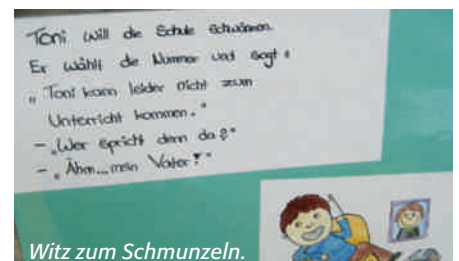 Toni will die Schule schwänzen.
Er wählt die Nummer und sagt:
„Toni kann leider nicht zum
Unterricht kommen."
- „Wer spricht denn da?"
- „Ähm...mein Vater!"
Witz zum Schmunzeln.